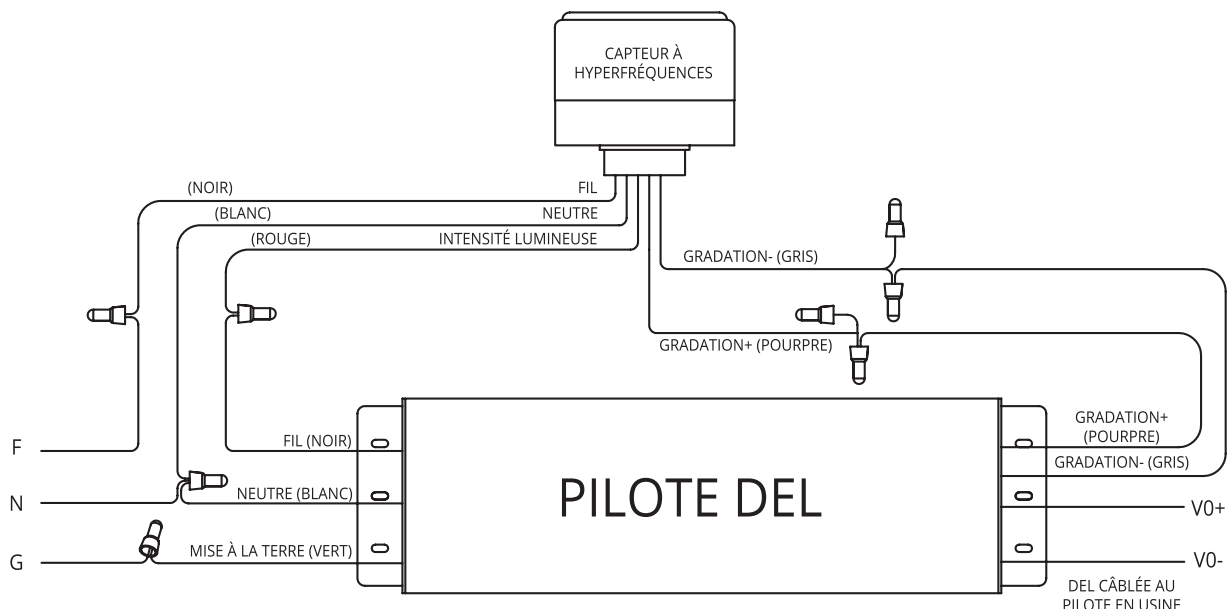 CAPTEUR À
HYPERFRÉQUENCES
(NOIR)
FIL
(BLANC)
NEUTRE
(ROUGE)
INTENSITÉ LUMINEUSE
GRADATION- (GRIS)
GRADATION+ (POURPRE)
GRADATION+
(POURPRE)
F
FIL (NOIR)
GRADATION- (GRIS)
N
NEUTRE (BLANC)
PILOTE DEL
V0+
G
MISE À LA TERRE (VERT)
V0-
DEL CÂBLÉE AU
PILOTE EN USINE